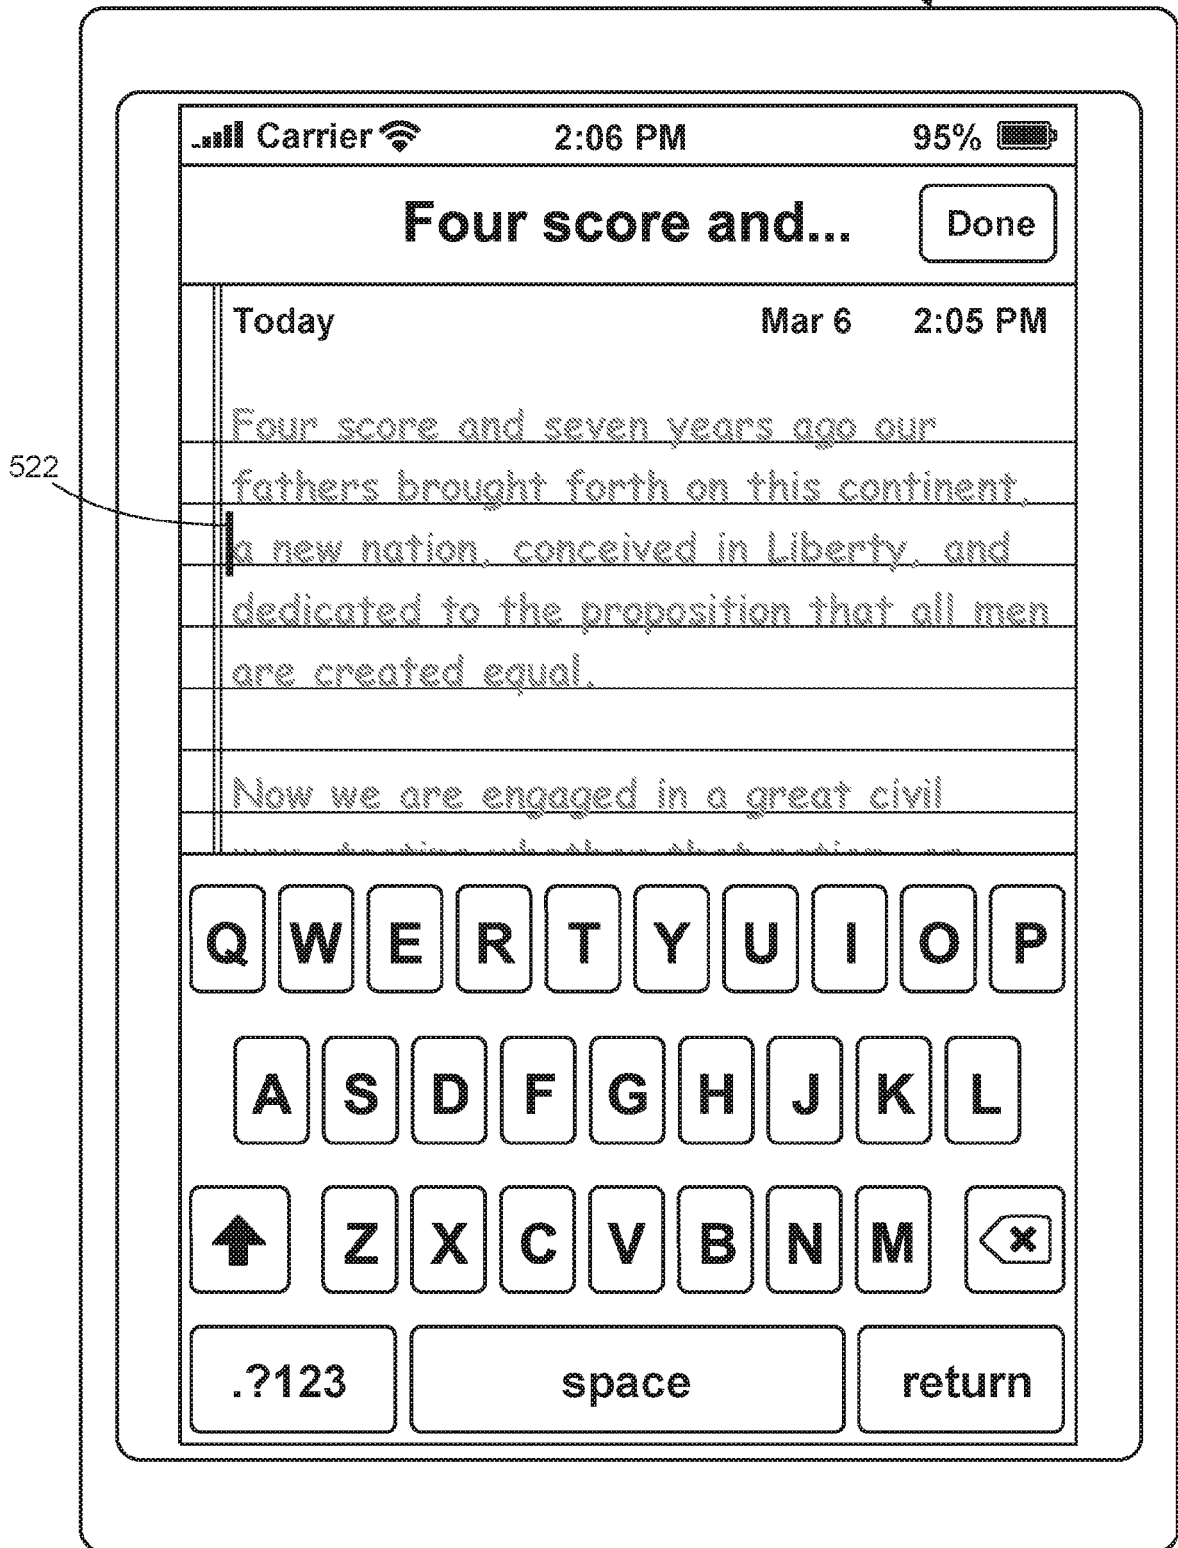 Carrier 2:06 PM 95%
Four score and... Done
Today Mar 6 2:05 PM
Four score and seven years ago our
fathers brought forth on this continent,
522
a new nation, conceived in Liberty, and
dedicated to the proposition that all men
are created equal.
Now we are engaged in a great civil
Q W E R T Y U I O P
A S D F G H J K L
Z X C V B N M
.?123 space return